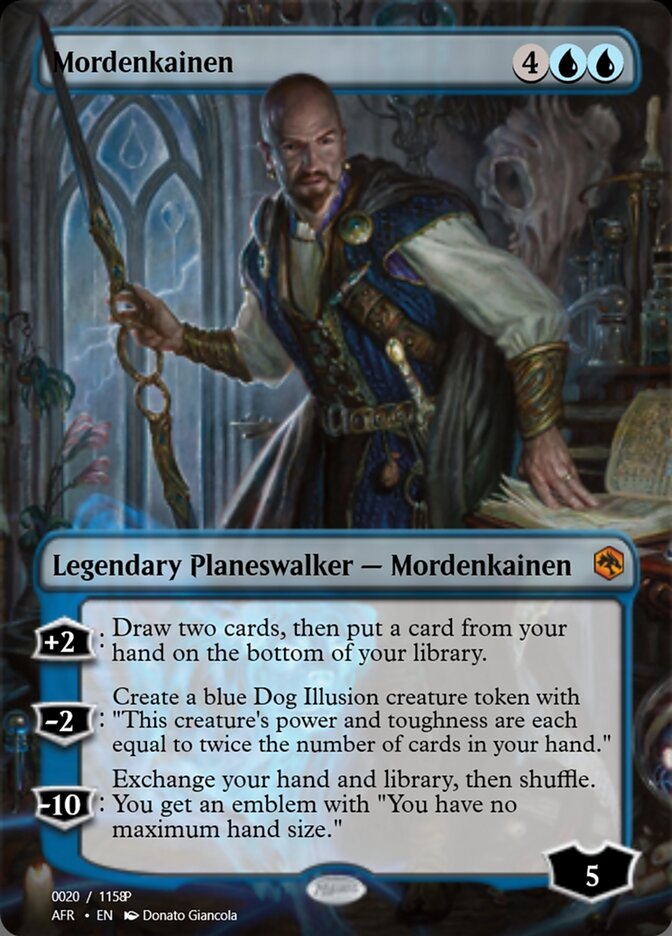 Mordenkainen 4
Legendary Planeswalker — Mordenkainen
+2: Draw two cards, then put a card from your
hand on the bottom of your library.
-2: Create a blue Dog Illusion creature token with
"This creature's power and toughness are each
equal to twice the number of cards in your hand."
-10: Exchange your hand and library, then shuffle.
You get an emblem with "You have no
maximum hand size."
5
0020 / 1158P
AFR • EN Donato Giancola